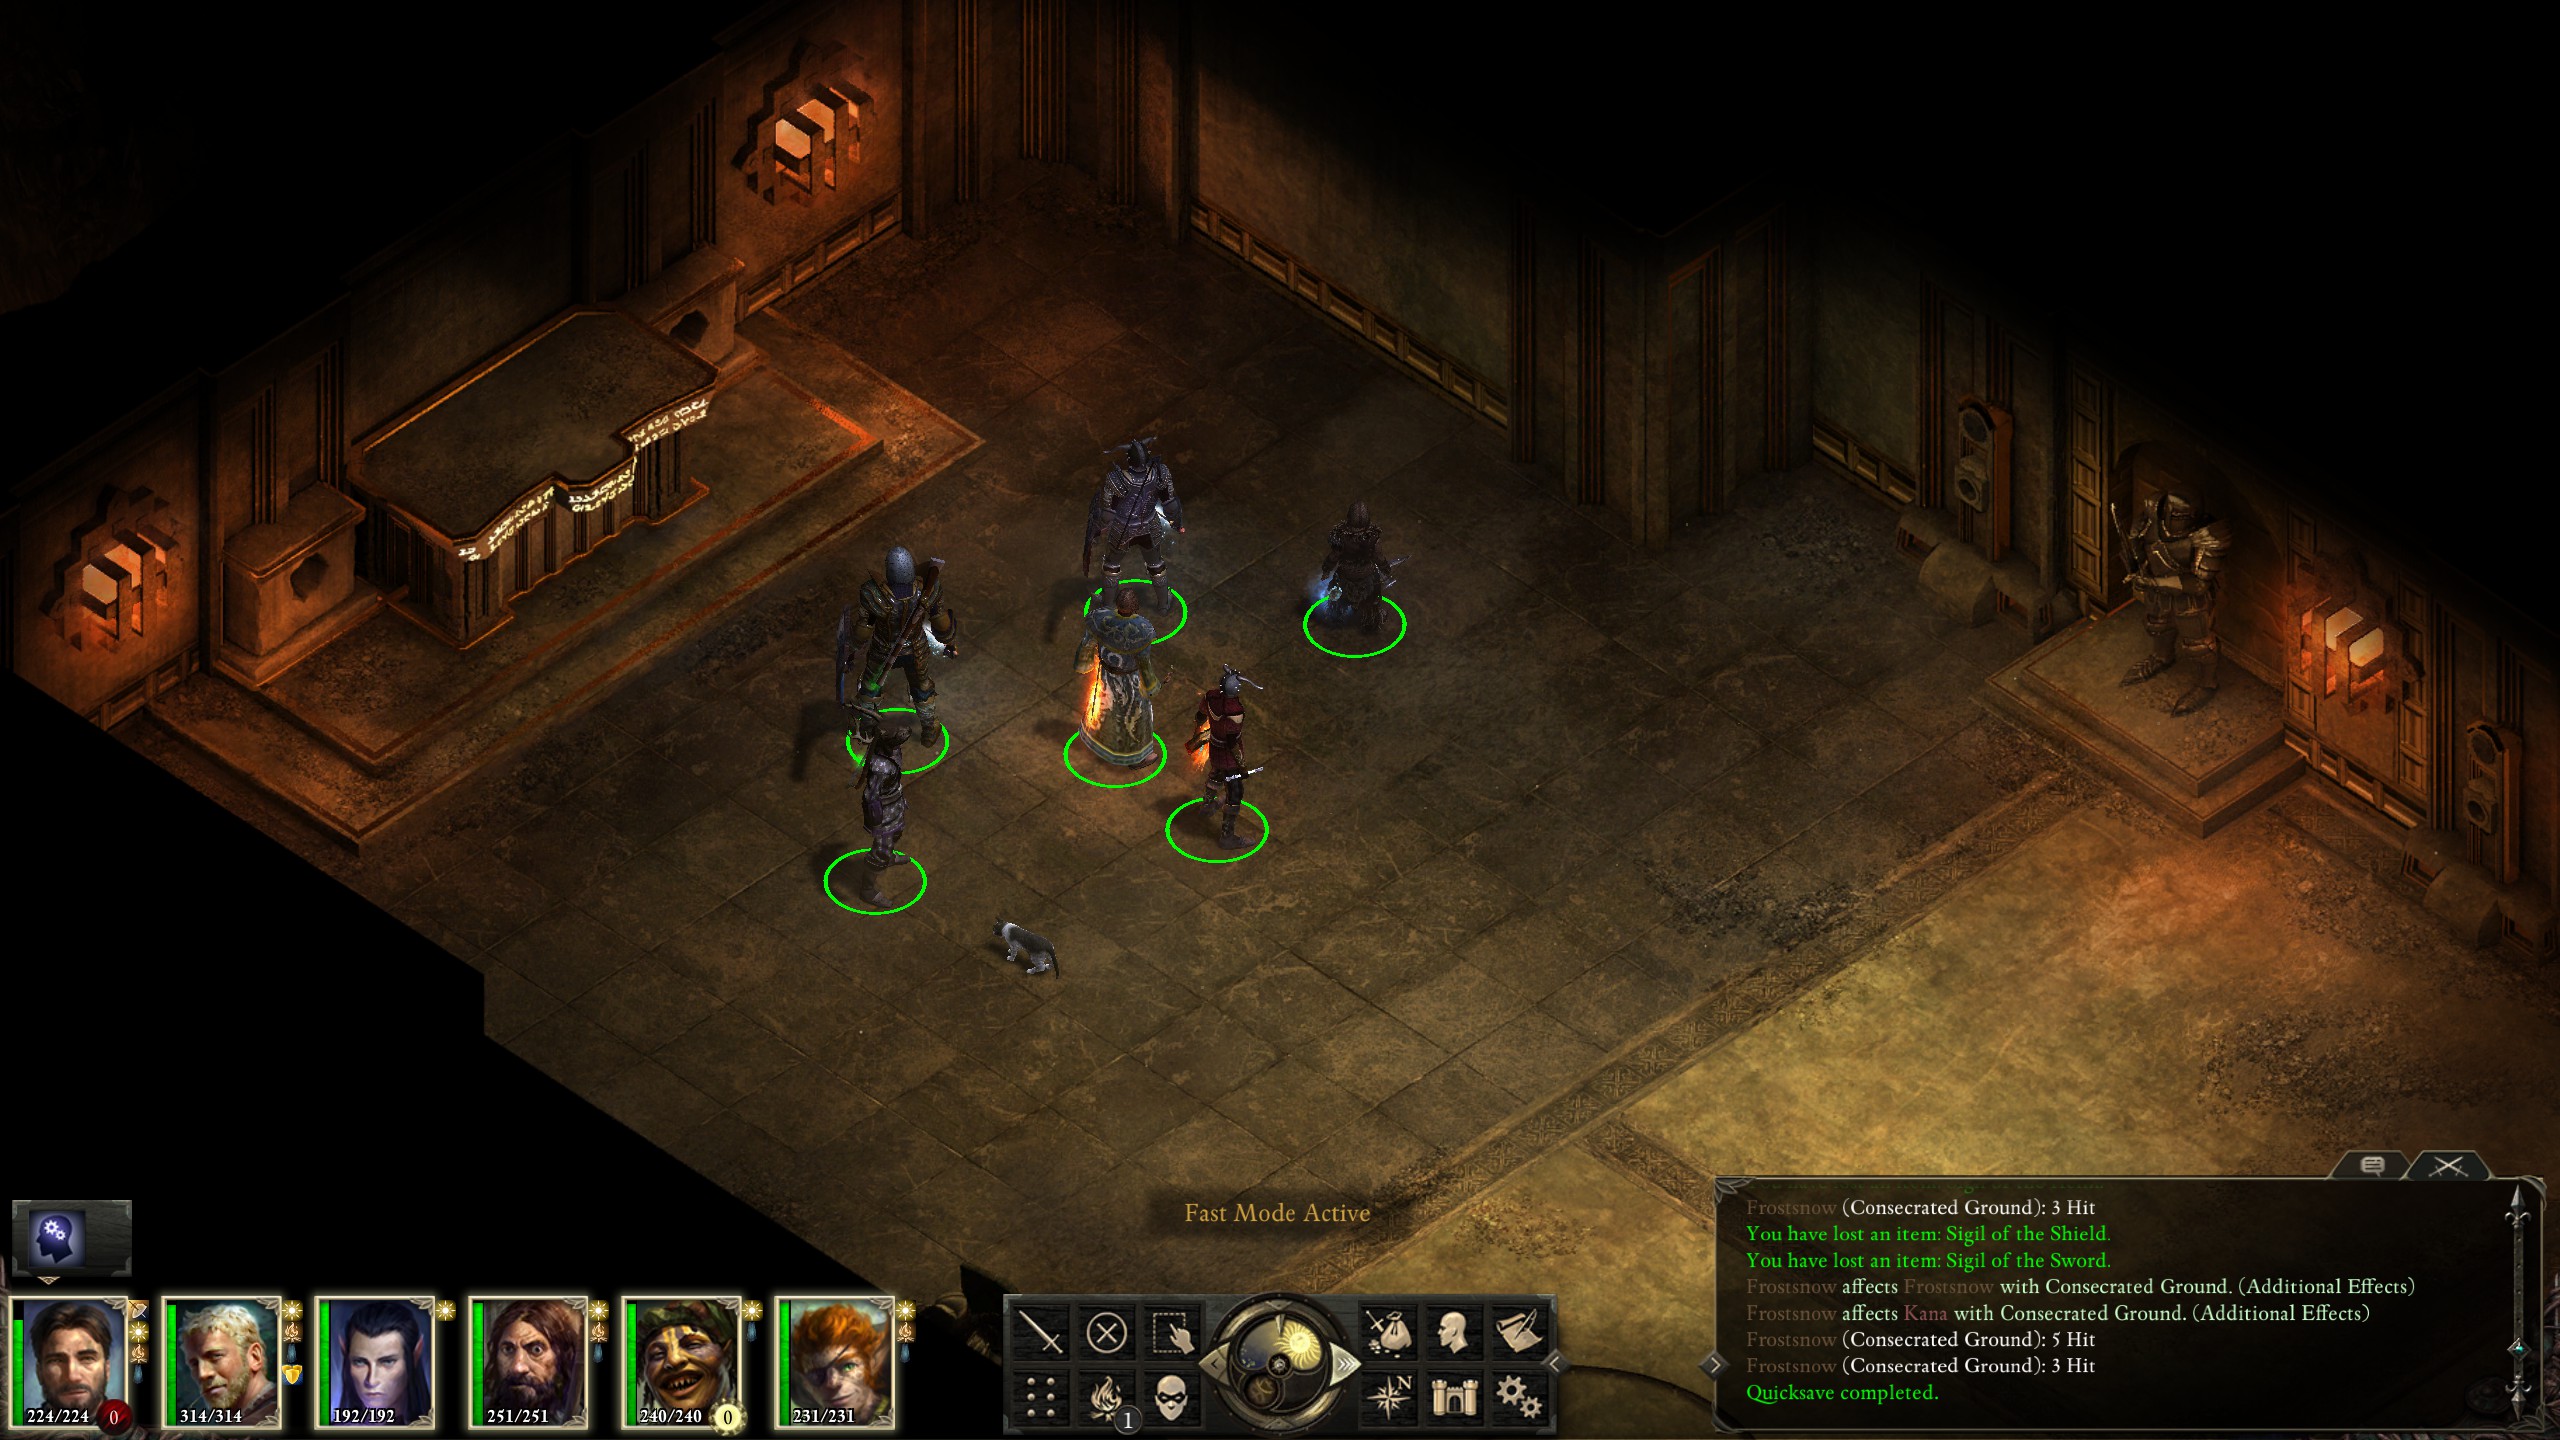 Fast Mode Active
Frostsnow (Consecrated Ground): 3 Hit
You have lost an item: Sigil of the Shield.
You have lost an item: Sigil of the Sword.
Frostsnow affects Frostsnow with Consecrated Ground. (Additional Effects)
Frostsnow affects Kana with Consecrated Ground. (Additional Effects)
Frostsnow (Consecrated Ground): 5 Hit
Frostsnow (Consecrated Ground): 3 Hit
Quicksave completed.
224/224 0
314/314
192/192
251/251
240/240 0
231/231
1
N